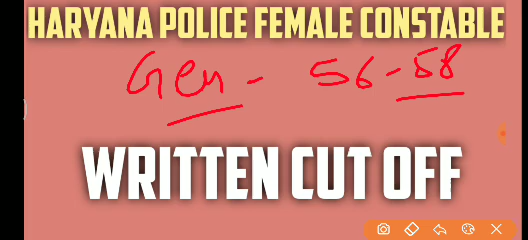 HARYANA POLICE FEMALE CONSTABLE
Gen - 56-58
WRITTEN CUT OFF